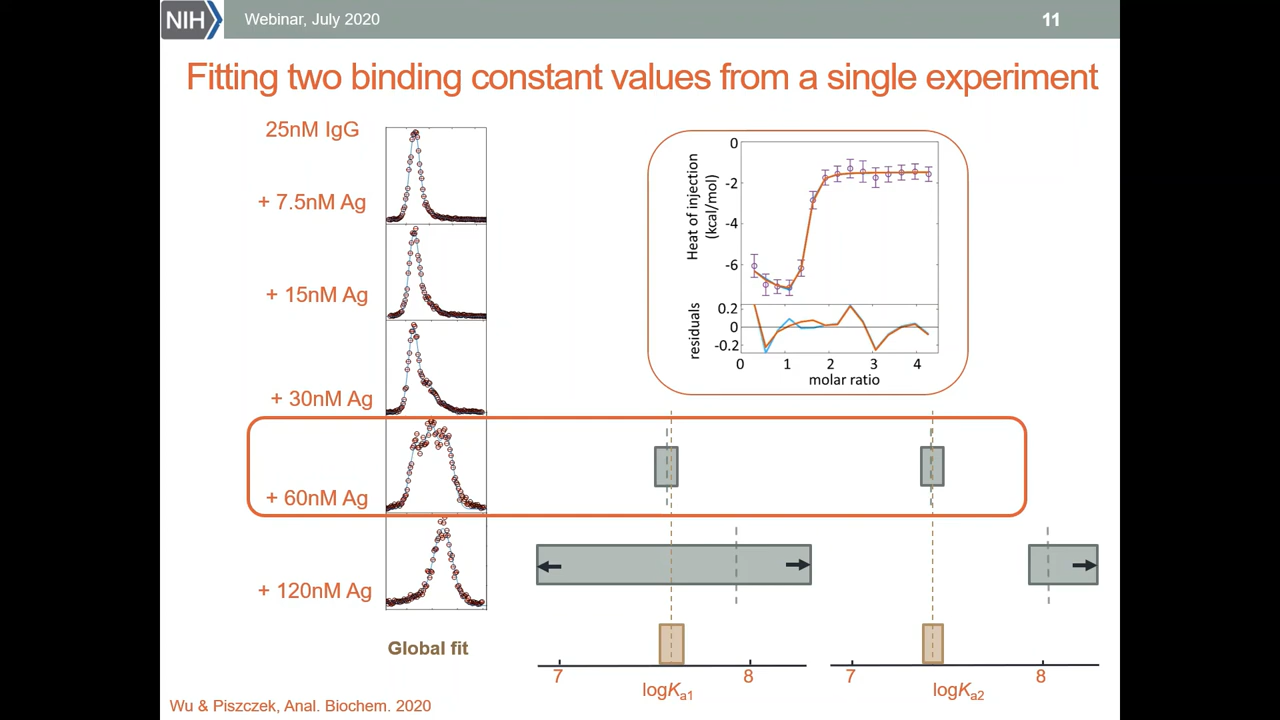 NIH
Webinar, July 2020
11
Fitting two binding constant values from a single experiment
25nM IgG
+ 7.5nM Ag
+ 15nM Ag
+ 30nM Ag
+ 60nM Ag
+ 120nM Ag
Global fit
Heat of injection
(kcal/mol)
0
-2
-4
-6
residuals
0.2
0
-0.2
0 1 2 3 4
molar ratio
7 8
logKa1
7 8
logKa2
Wu & Piszczek, Anal. Biochem. 2020